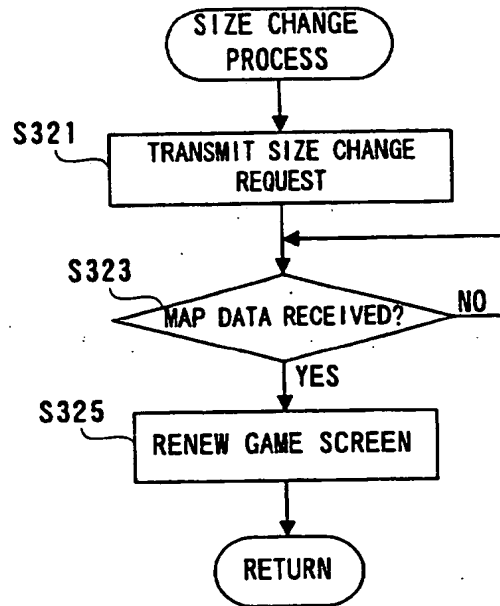 SIZE CHANGE
PROCESS
S321
TRANSMIT SIZE CHANGE
REQUEST
S323
MAP DATA RECEIVED?
NO
YES
S325
RENEW GAME SCREEN
RETURN